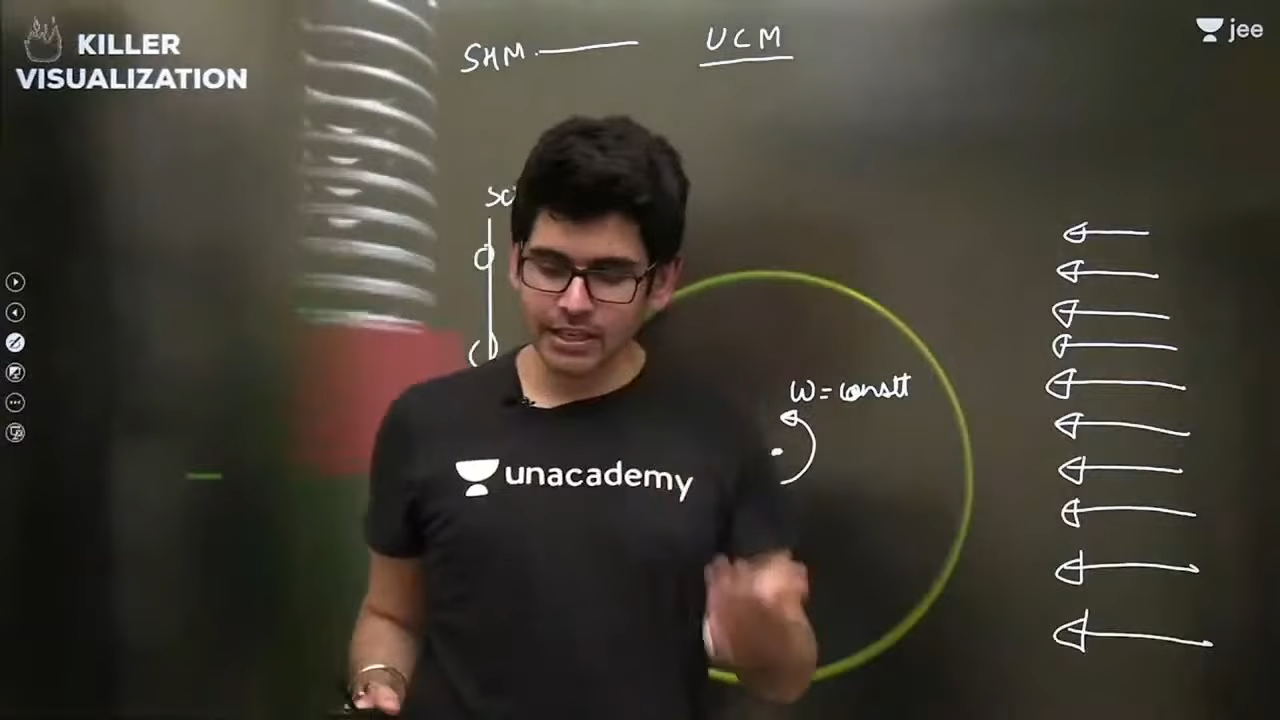 KILLER
VISUALIZATION
SHM
UCM
jee
ω = constt
unacademy